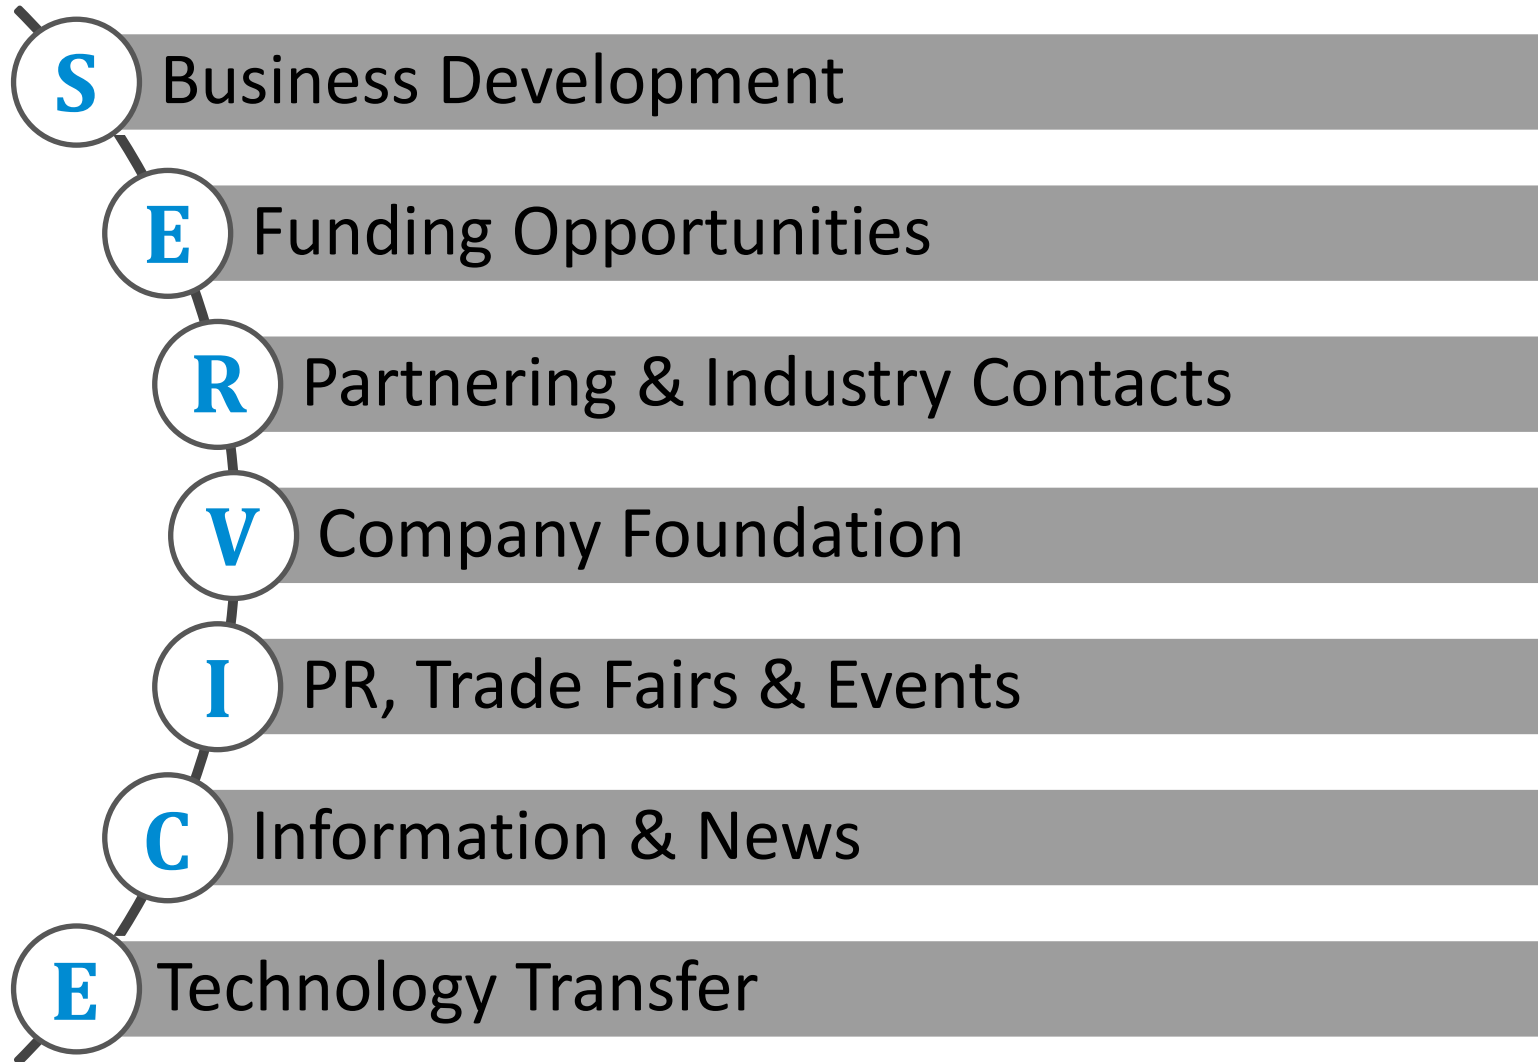 S Business Development
E Funding Opportunities
R Partnering & Industry Contacts
V Company Foundation
I PR, Trade Fairs & Events
C Information & News
E Technology Transfer